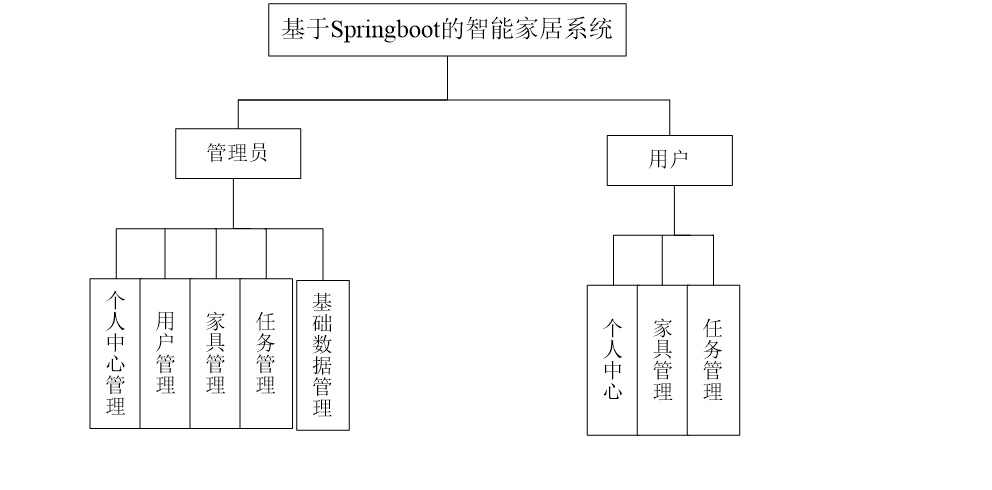 基于Springboot的智能家居系统
管理员
用户
个人中心管理
用户管理
家具管理
任务管理
基础数据管理
个人中心
家具管理
任务管理